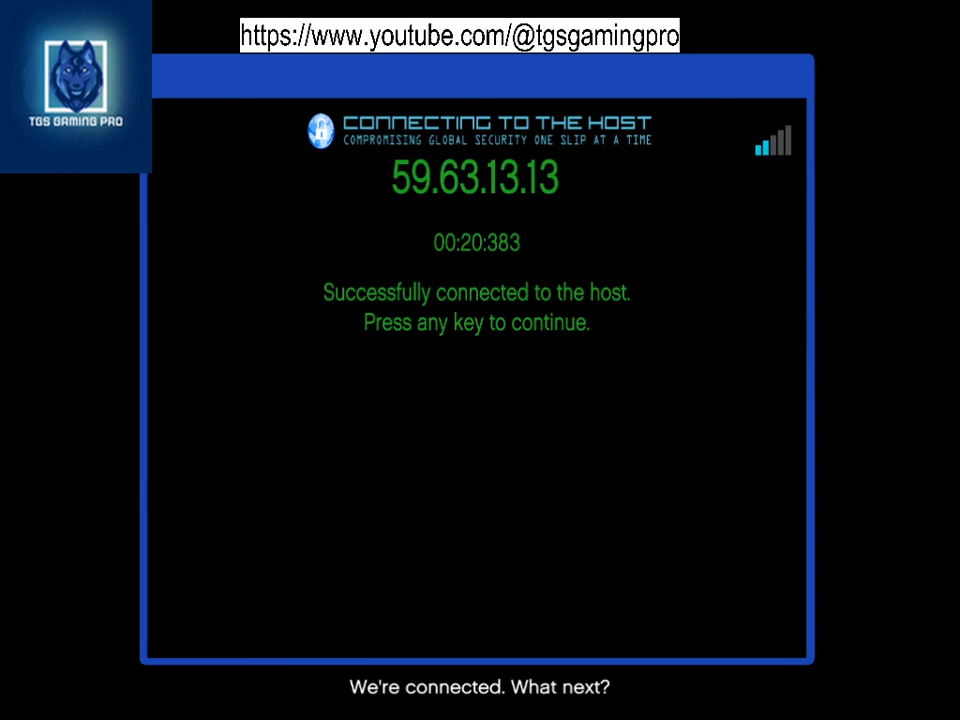 https://www.youtube.com/@tgsgamingpro
TGS GAMING PRO
CONNECTING TO THE HOST
COMPROMISING GLOBAL SECURITY ONE SLIP AT A TIME
59.63.13.13
00:20:383
Successfully connected to the host.
Press any key to continue.
We're connected. What next?